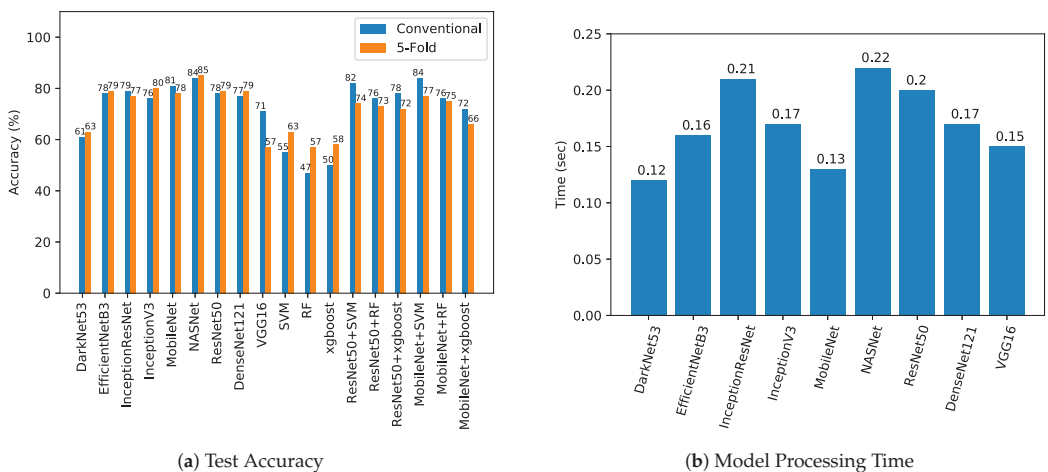 100
80
60
40
20
0
Accuracy (%)
Conventional
5-Fold
61 63
78 79
79 77
76 80
81 78
84 85
78 79
77 79
71 57
55 63
47 57
50 58
82 74
76 73
78 72
84 77
76 75
72 66
DarkNet53
EfficientNetB3
InceptionResNet
InceptionV3
MobileNet
NASNet
ResNet50
DenseNet121
VGG16
SVM
RF
xgboost
ResNet50+SVM
ResNet50+RF
ResNet50+xgboost
MobileNet+SVM
MobileNet+RF
MobileNet+xgboost
(a) Test Accuracy
0.25
0.20
0.15
0.10
0.05
0.00
Time (sec)
0.12
0.16
0.21
0.17
0.13
0.22
0.2
0.17
0.15
DarkNet53
EfficientNetB3
InceptionResNet
InceptionV3
MobileNet
NASNet
ResNet50
DenseNet121
VGG16
(b) Model Processing Time